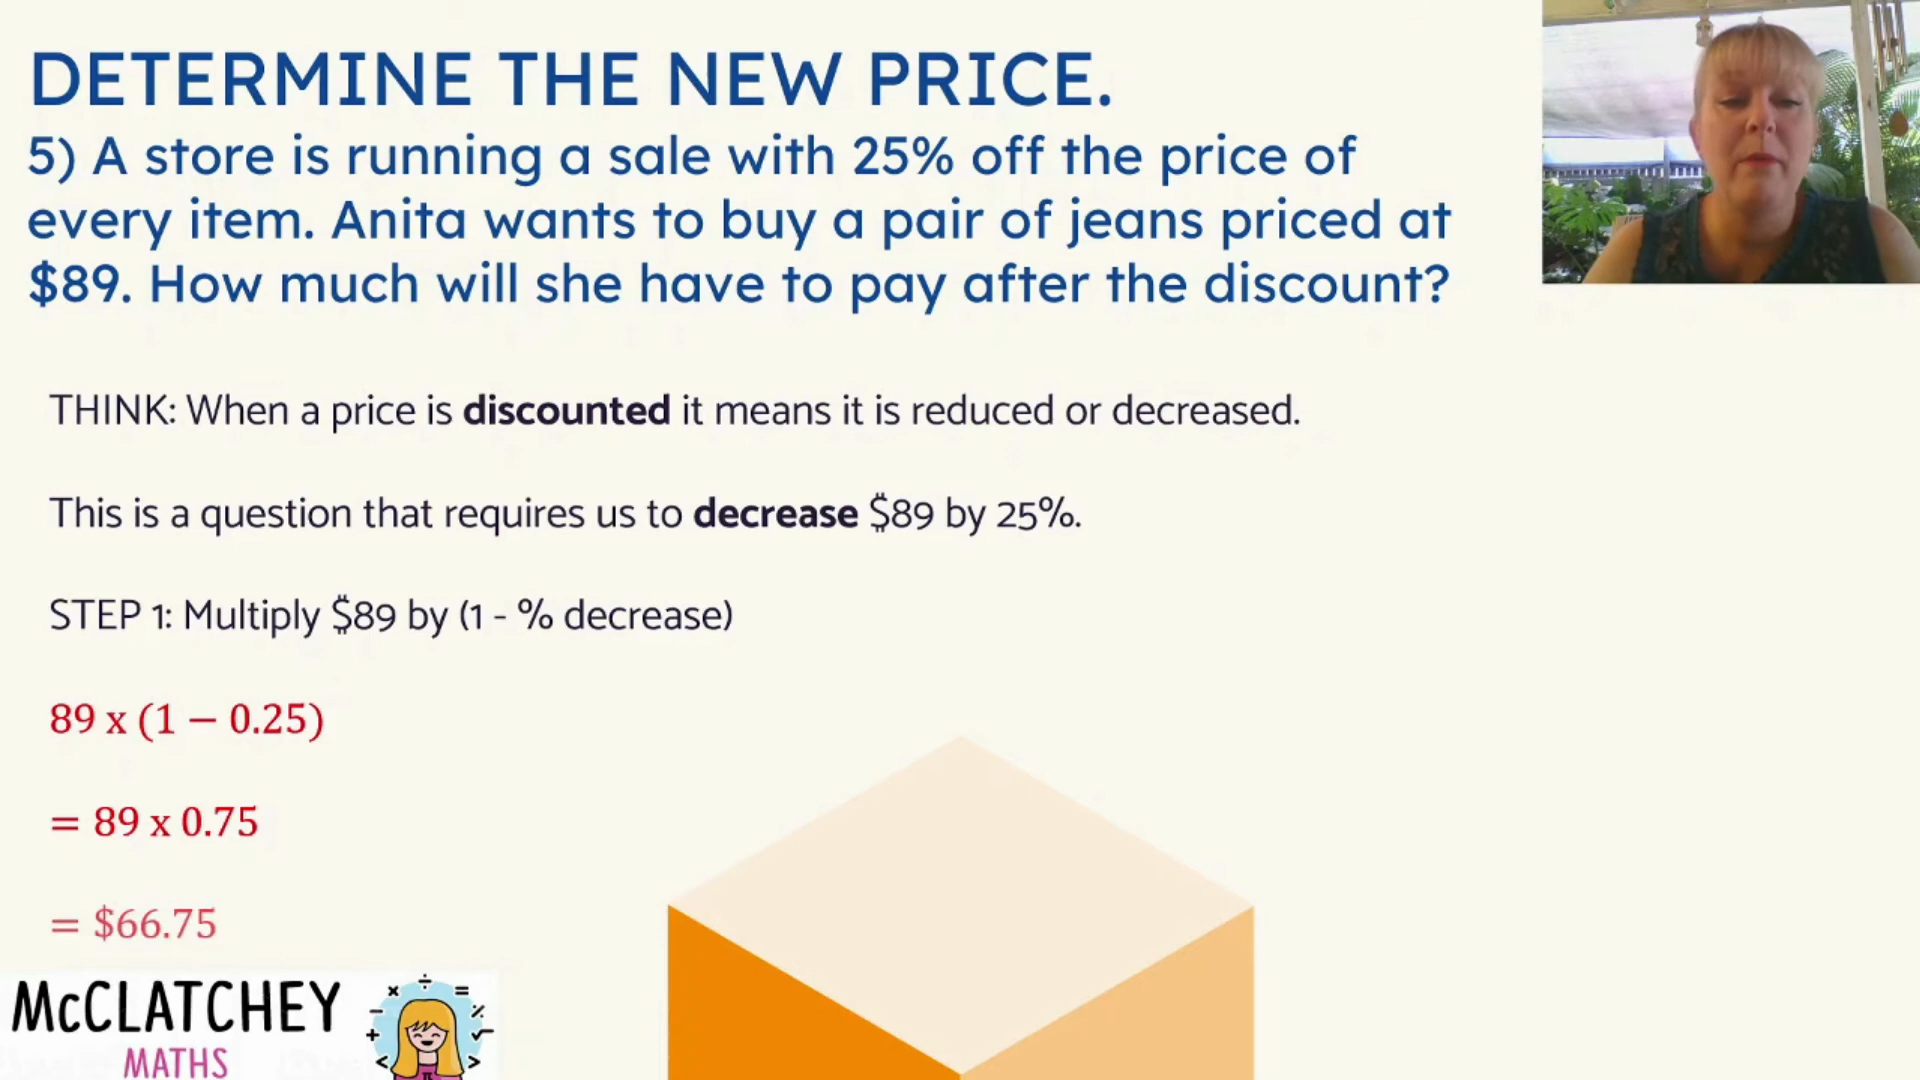 DETERMINE THE NEW PRICE.
5) A store is running a sale with 25% off the price of
every item. Anita wants to buy a pair of jeans priced at
$89. How much will she have to pay after the discount?
THINK: When a price is discounted it means it is reduced or decreased.
This is a question that requires us to decrease $89 by 25%.
STEP 1: Multiply $89 by (1 - % decrease)
89 x (1 − 0.25)
= 89 x 0.75
= $66.75
McCLATCHEY
MATHS